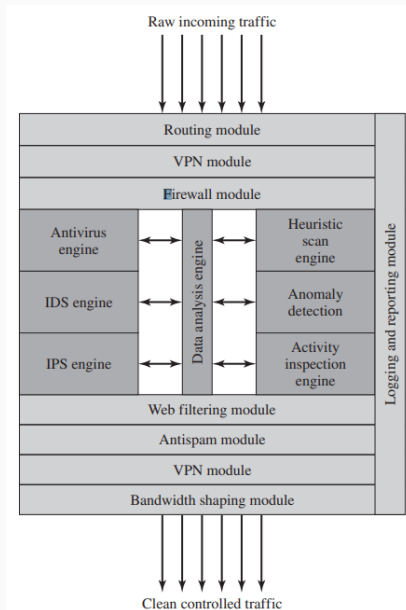 Raw incoming traffic
Routing module
VPN module
Firewall module
Antivirus
engine
IDS engine
IPS engine
Data analysis engine
Heuristic
scan
engine
Anomaly
detection
Activity
inspection
engine
Logging and reporting module
Web filtering module
Antispam module
VPN module
Bandwidth shaping module
Clean controlled traffic